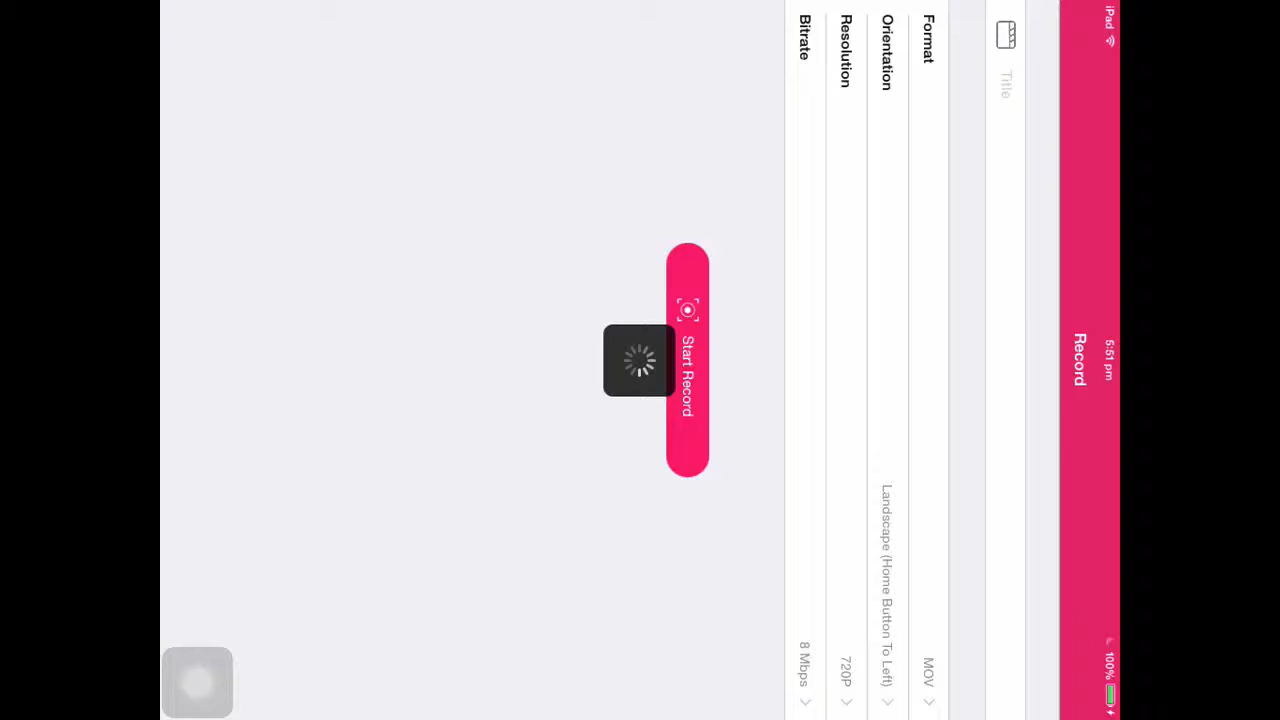 iPad 5:51 pm 100%
Record
Title
Format MOV
Orientation Landscape (Home Button To Left)
Resolution 720P
Bitrate 8 Mbps
Start Record